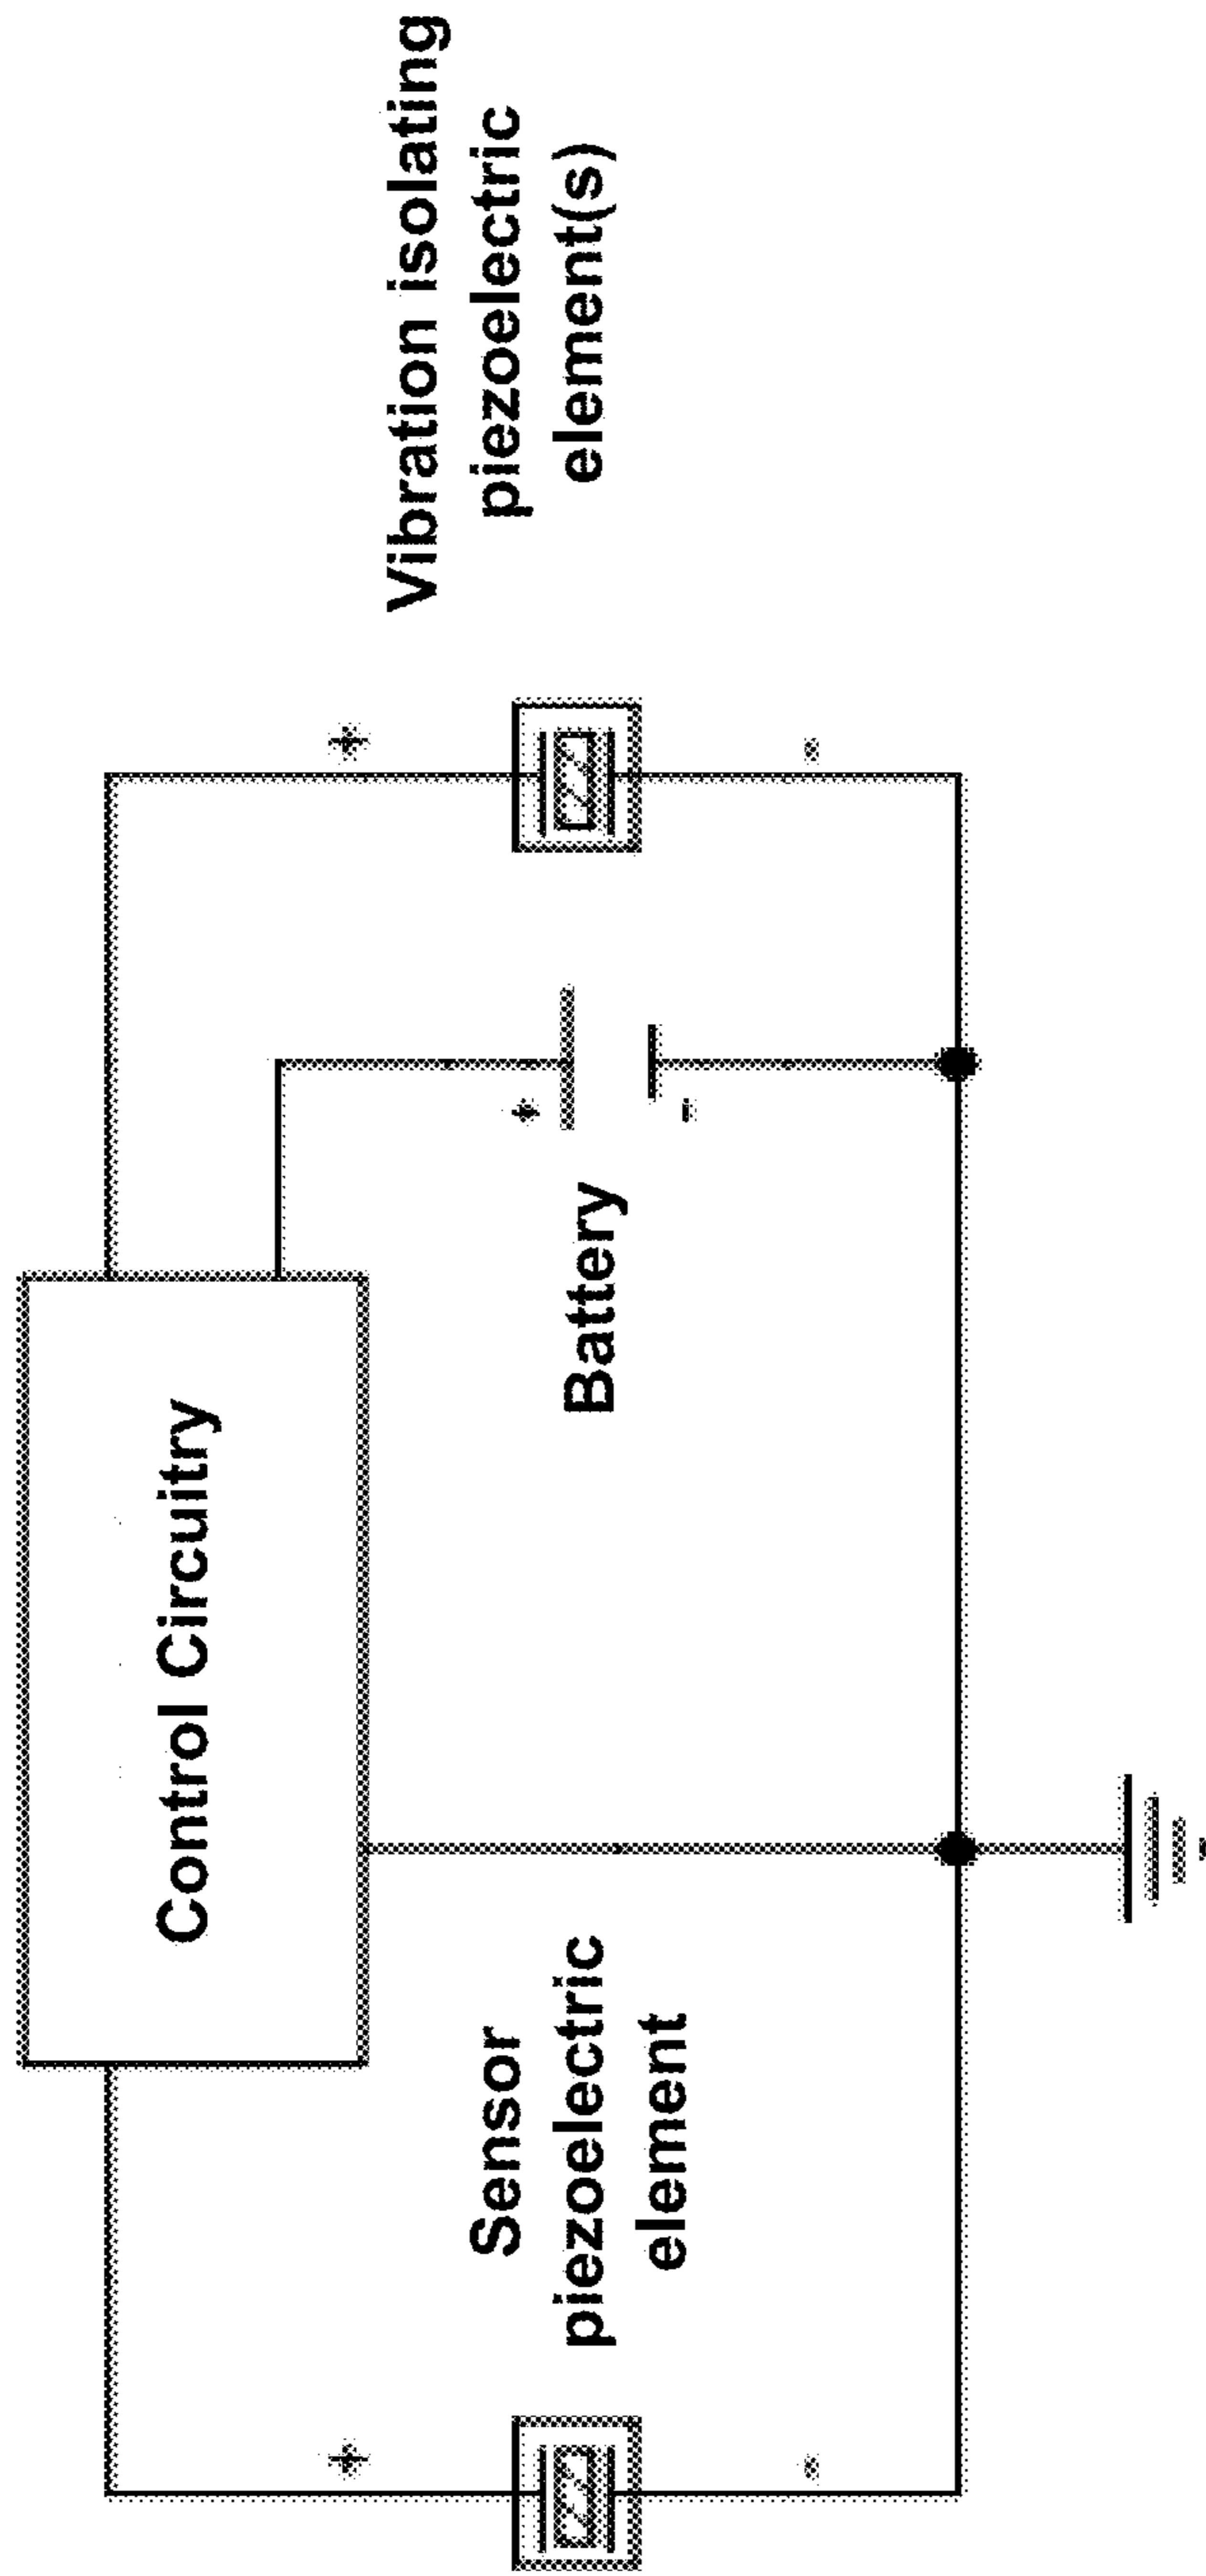 Control Circuitry
Vibration isolating
piezoelectric
element(s)
+
+
-
-
+
-
Battery
Sensor
piezoelectric
element